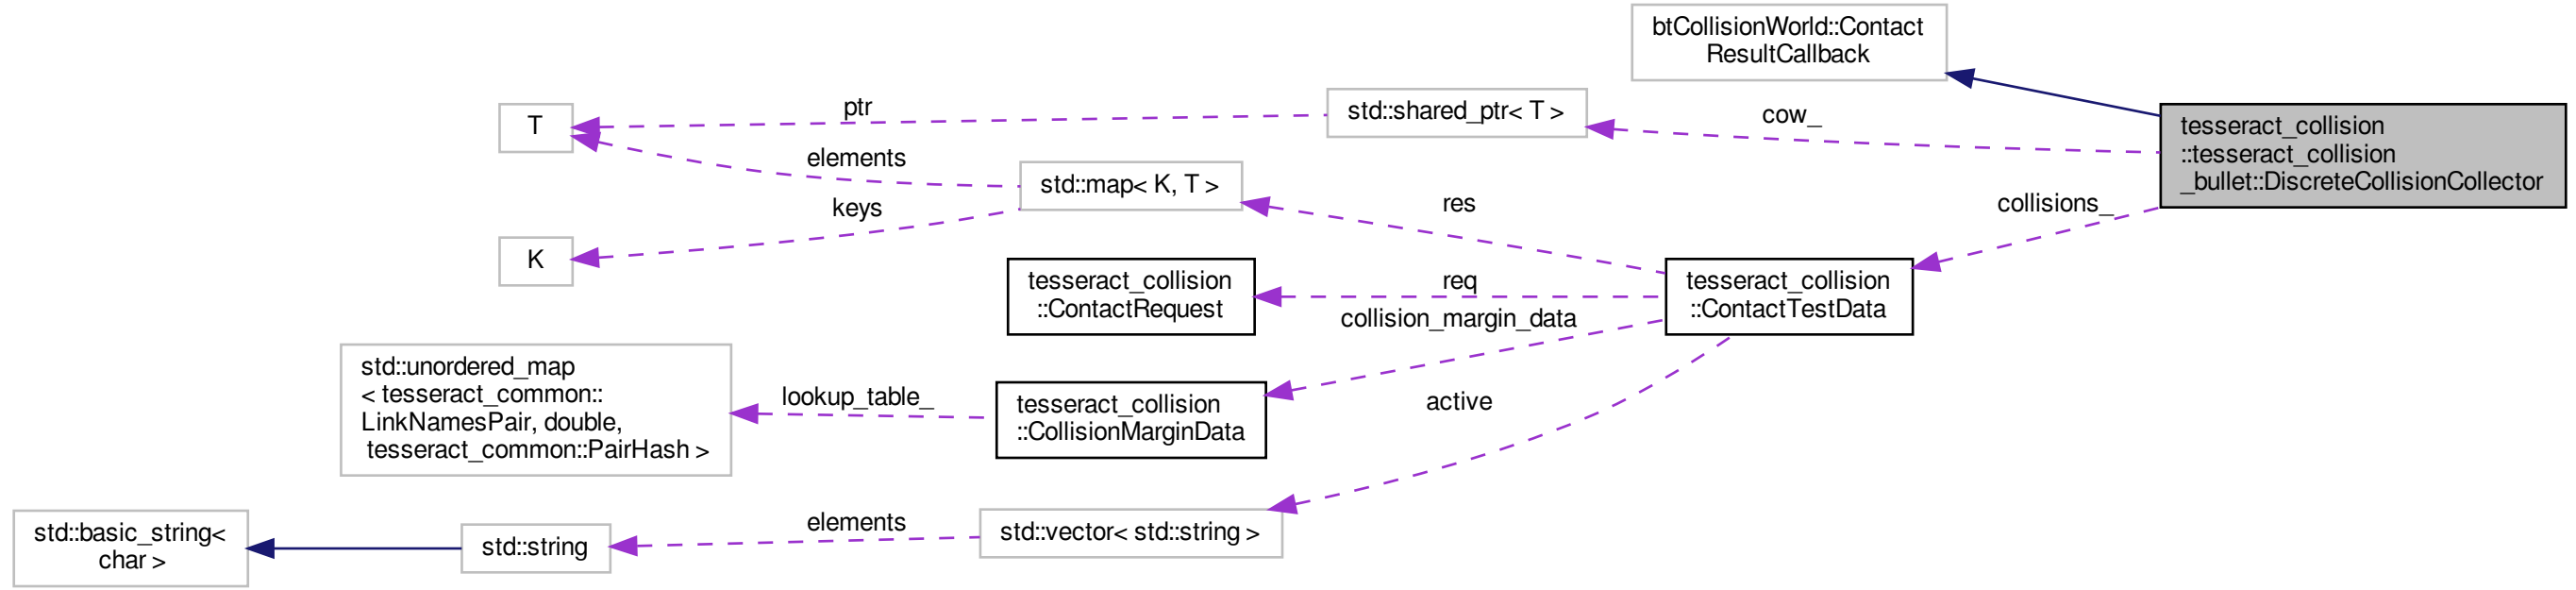 btCollisionWorld::Contact
ResultCallback
T
ptr
std::shared_ptr< T >
cow_
tesseract_collision
::tesseract_collision
_bullet::DiscreteCollisionCollector
elements
std::map< K, T >
keys
K
res
collisions_
tesseract_collision
::ContactRequest
req
tesseract_collision
::ContactTestData
collision_margin_data
std::unordered_map
< tesseract_common::
LinkNamesPair, double,
tesseract_common::PairHash >
lookup_table_
tesseract_collision
::CollisionMarginData
active
std::basic_string<
char >
std::string
elements
std::vector< std::string >